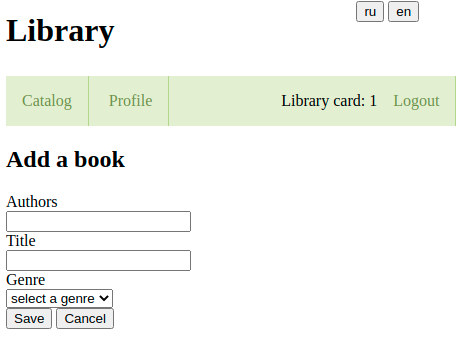 ru en
Library
Catalog Profile Library card: 1 Logout
Add a book
Authors
Title
Genre
select a genre
Save Cancel